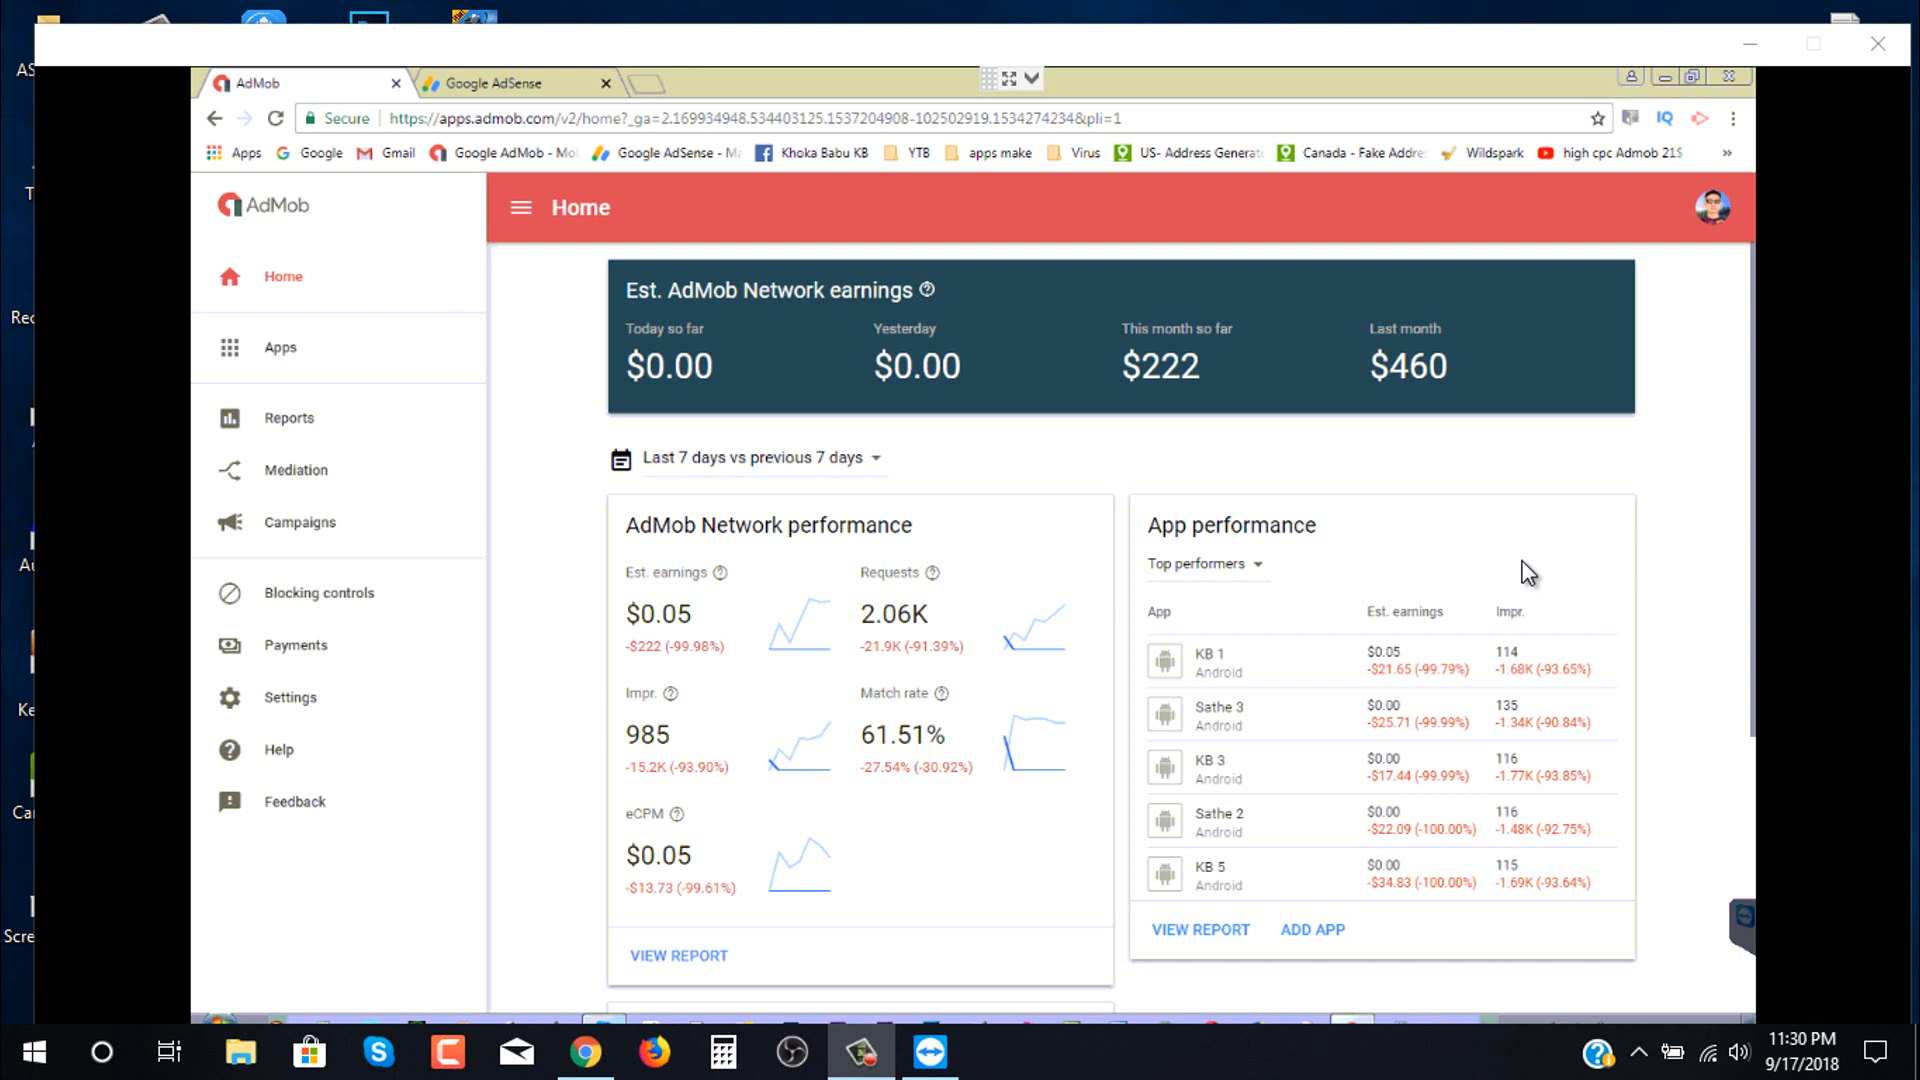 AdMob
Google AdSense
Secure
https://apps.admob.com/v2/home?_ga=2.169934948.534403125.1537204908-102502919.1534274234&pli=1
Apps
Google
Gmail
Google AdMob - Mo
Google AdSense - Ma
Khoka Babu KB
YTB
apps make
Virus
US- Address Generat
Canada - Fake Addre
Wildspark
high cpc Admob 21$
IQ
AdMob
Home
Home
Apps
Reports
Mediation
Campaigns
Blocking controls
Payments
Settings
Help
Feedback
Est. AdMob Network earnings
Today so far
Yesterday
This month so far
Last month
$0.00
$0.00
$222
$460
Last 7 days vs previous 7 days
AdMob Network performance
Est. earnings
Requests
$0.05
2.06K
-$222 (-99.98%)
-21.9K (-91.39%)
Impr.
Match rate
985
61.51%
-15.2K (-93.90%)
-27.54% (-30.92%)
eCPM
$0.05
-$13.73 (-99.61%)
VIEW REPORT
App performance
Top performers
App
Est. earnings
Impr.
KB 1
Android
$0.05
-$21.65 (-99.79%)
114
-1.68K (-93.65%)
Sathe 3
Android
$0.00
-$25.71 (-99.99%)
135
-1.34K (-90.84%)
KB 3
Android
$0.00
-$17.44 (-99.99%)
116
-1.77K (-93.85%)
Sathe 2
Android
$0.00
-$22.09 (-100.00%)
116
-1.48K (-92.75%)
KB 5
Android
$0.00
-$34.83 (-100.00%)
115
-1.69K (-93.64%)
VIEW REPORT
ADD APP
11:30 PM
9/17/2018